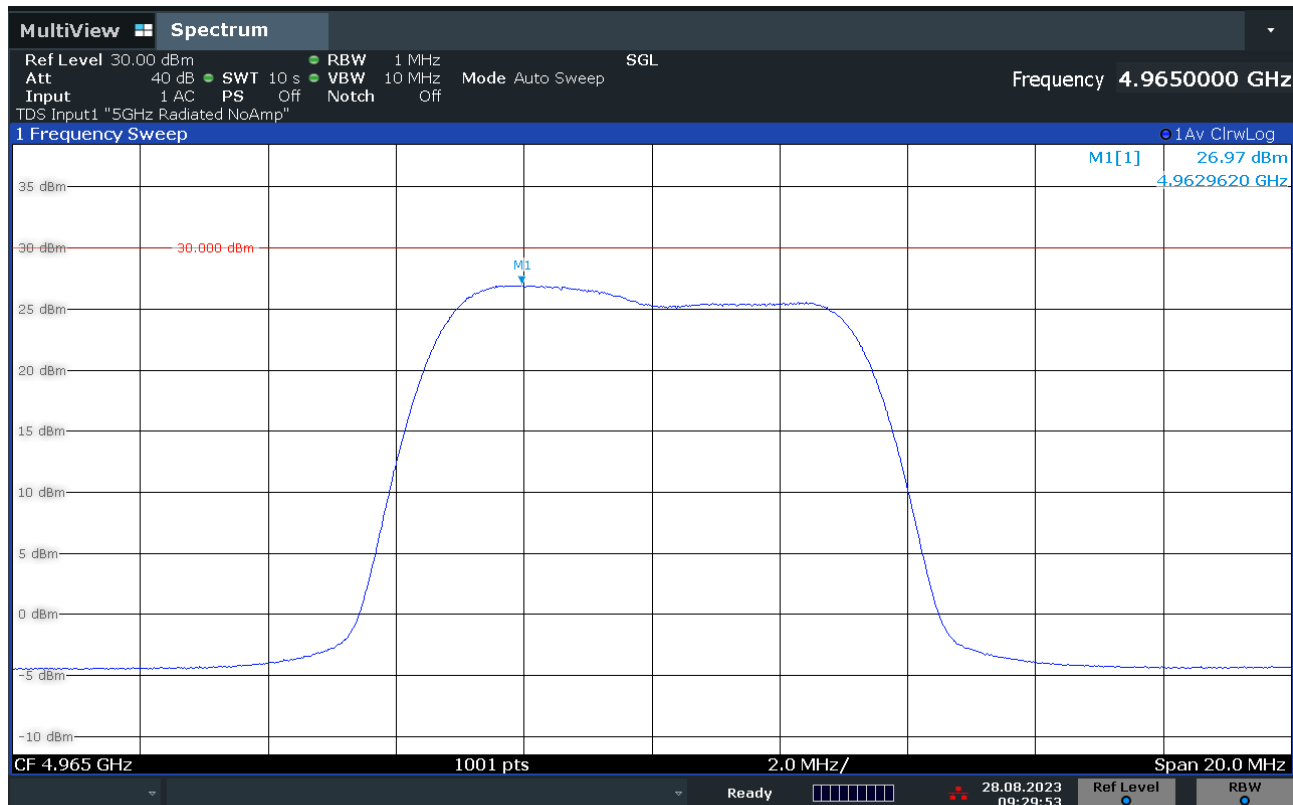 MultiView Spectrum
Ref Level 30.00 dBm RBW 1 MHz SGL
Att 40 dB SWT 10 s VBW 10 MHz Mode Auto Sweep
Input 1 AC PS Off Notch Off
Frequency 4.9650000 GHz
TDS Input1 "5GHz Radiated NoAmp"
1 Frequency Sweep 1Av ClrwLog
M1[1] 26.97 dBm
4.9629620 GHz
35 dBm
30 dBm 30.000 dBm
M1
25 dBm
20 dBm
15 dBm
10 dBm
5 dBm
0 dBm
-5 dBm
-10 dBm
CF 4.965 GHz 1001 pts 2.0 MHz/ Span 20.0 MHz
Ready 28.08.2023 Ref Level RBW
09:29:53